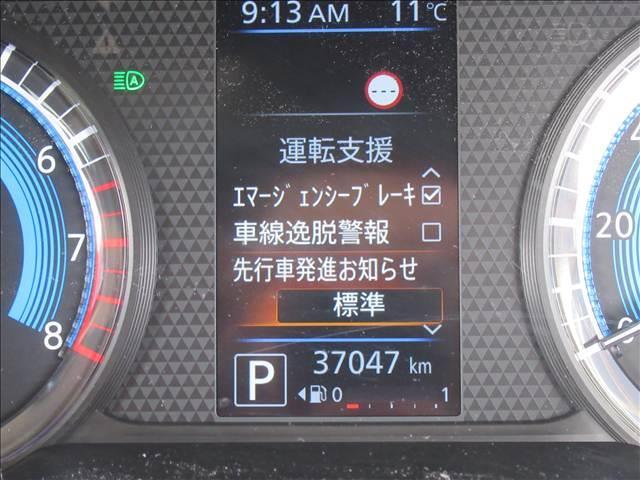 9:13 AM 11℃
---
運転支援
エマージェンシーブレーキ
車線逸脱警報
先行車発進お知らせ
標準
P 37047 km
0 1
A
6
7
8
20
0